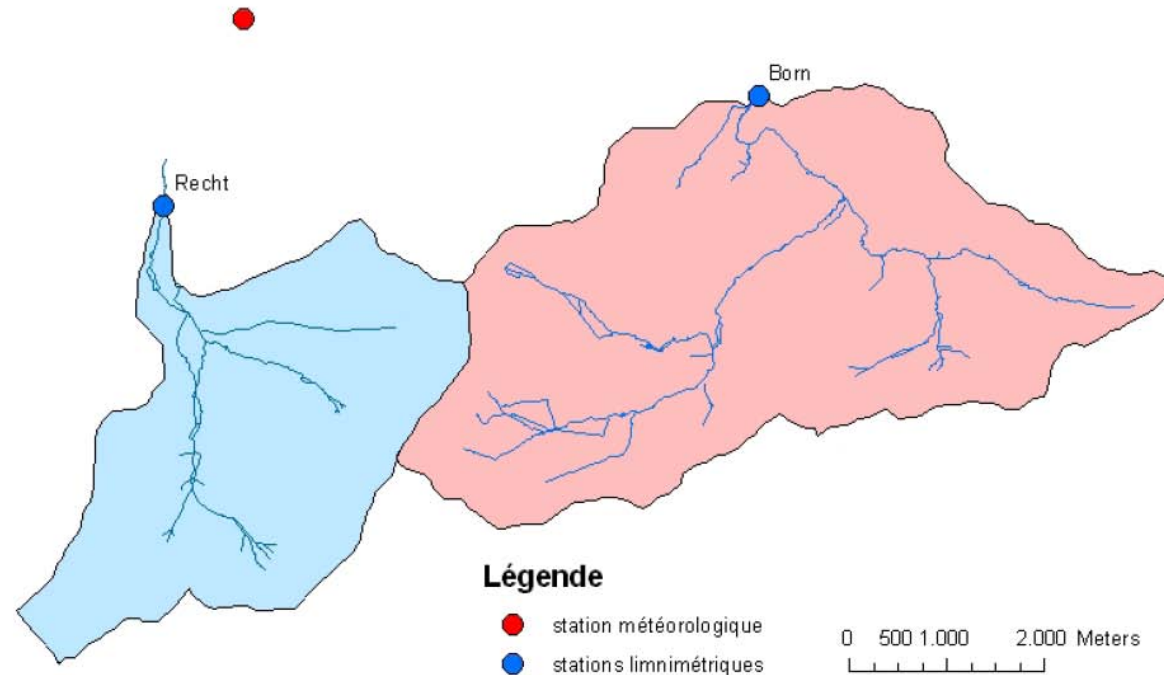 Born
Recht
Légende
station météorologique
stations limnimétriques
0 500 1.000 2.000 Meters